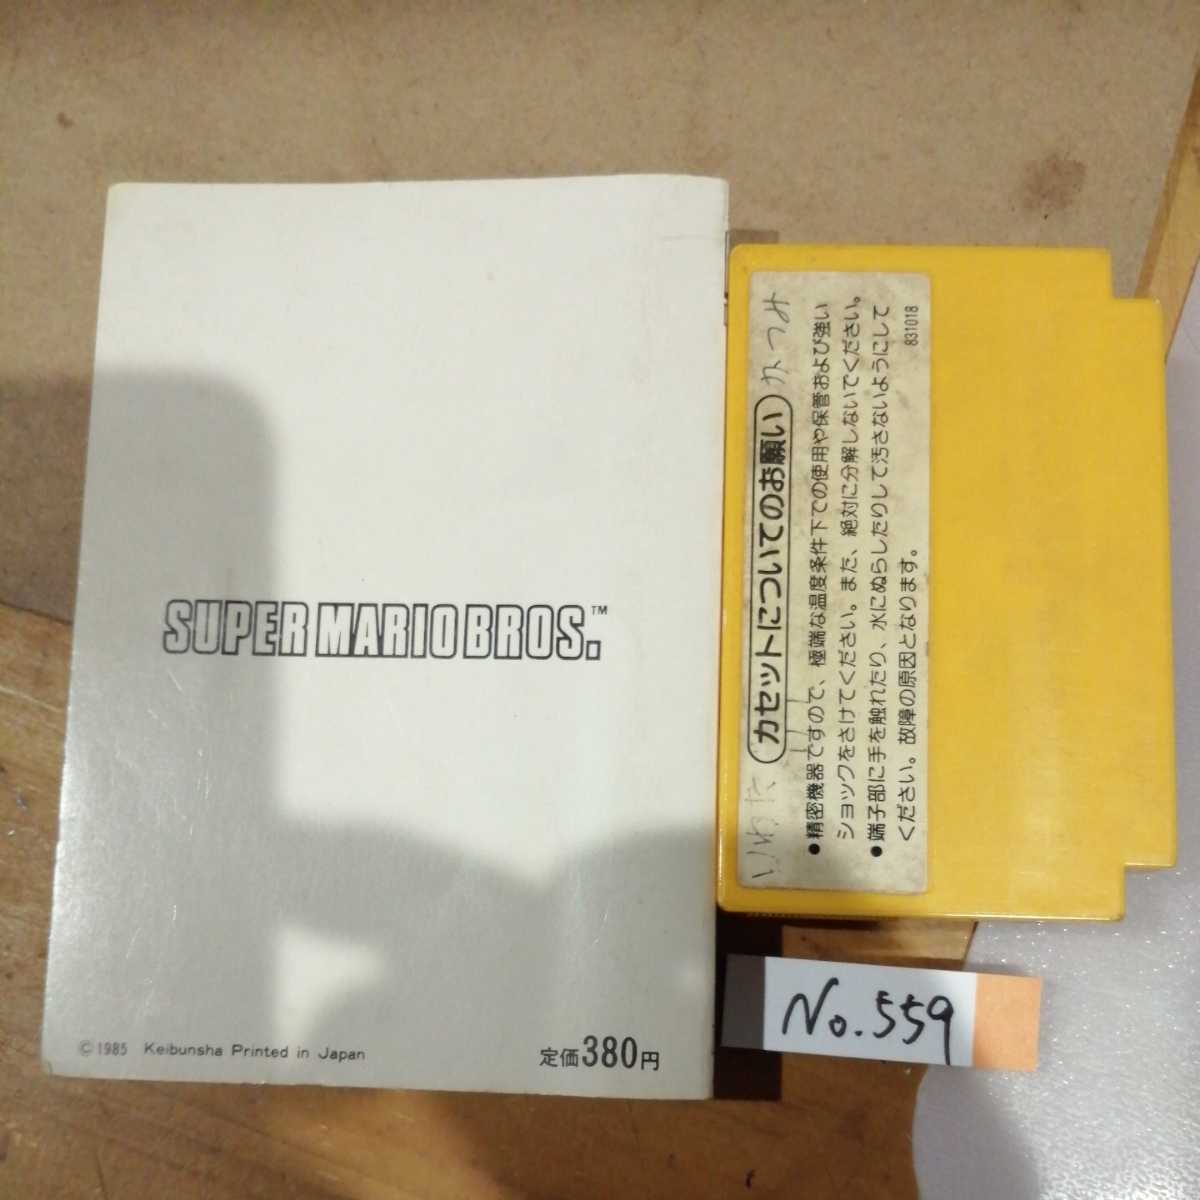 SUPER MARIO BROS.™
© 1985 Keibunsha Printed in Japan
定価380円
いわた
かつみ
カセットについてのお願い
●精密機器ですので、極端な温度条件下での使用や保管および強い
ショックをさけてください。また、絶対に分解しないでください。
●端子部に手を触れたり、水にぬらしたりして汚さないようにして
ください。故障の原因となります。
831018
No.559